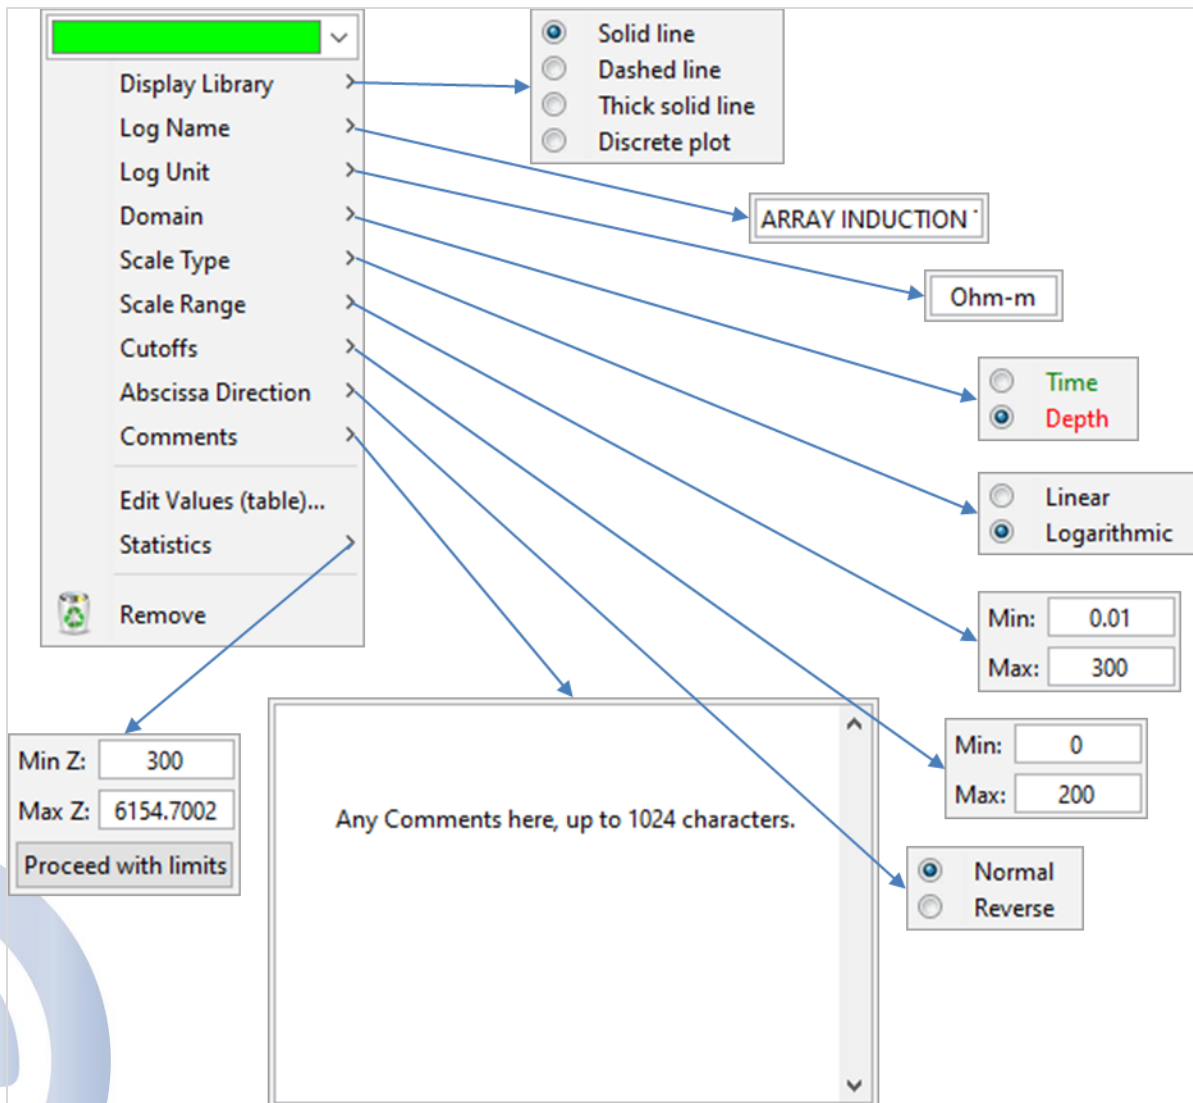 Display Library
Log Name
Log Unit
Domain
Scale Type
Scale Range
Cutoffs
Abscissa Direction
Comments
Edit Values (table)...
Statistics
Remove
Solid line
Dashed line
Thick solid line
Discrete plot
ARRAY INDUCTION
Ohm-m
Time
Depth
Linear
Logarithmic
Min: 0.01
Max: 300
Min: 0
Max: 200
Normal
Reverse
Any Comments here, up to 1024 characters.
Min Z: 300
Max Z: 6154.7002
Proceed with limits